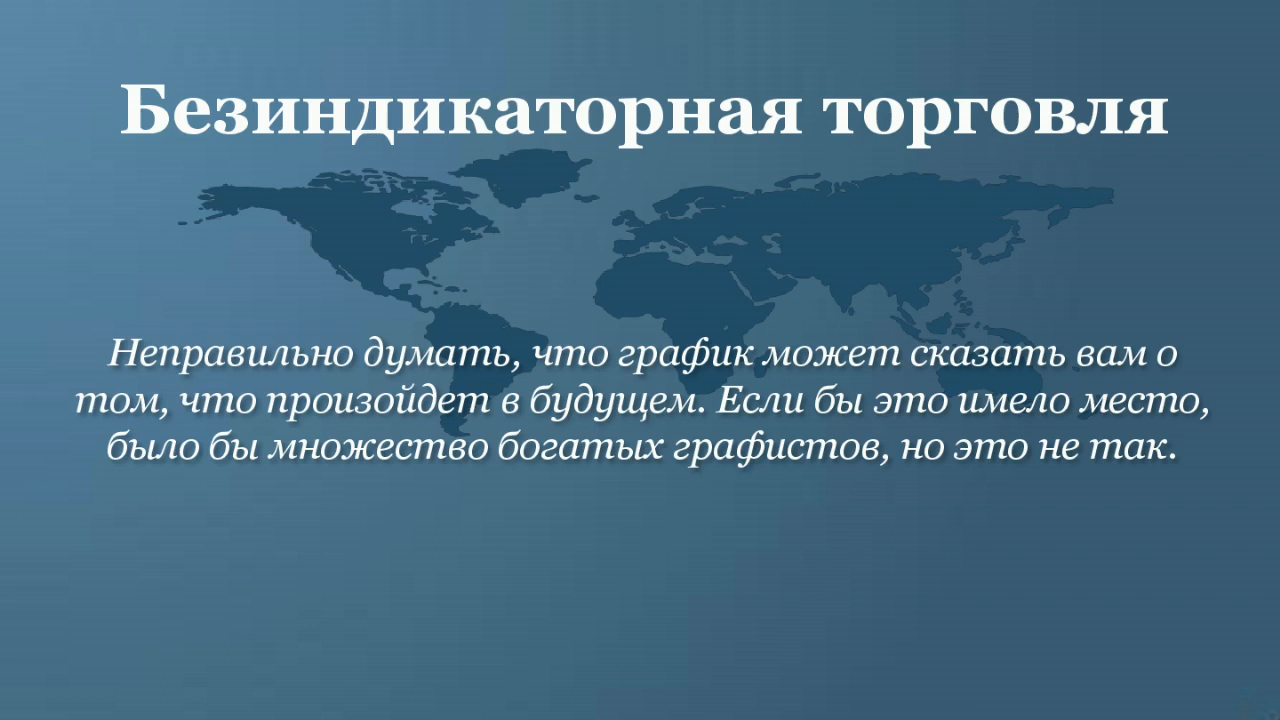 Безиндикаторная торговля
Неправильно думать, что график может сказать вам о
том, что произойдет в будущем. Если бы это имело место,
было бы множество богатых графистов, но это не так.